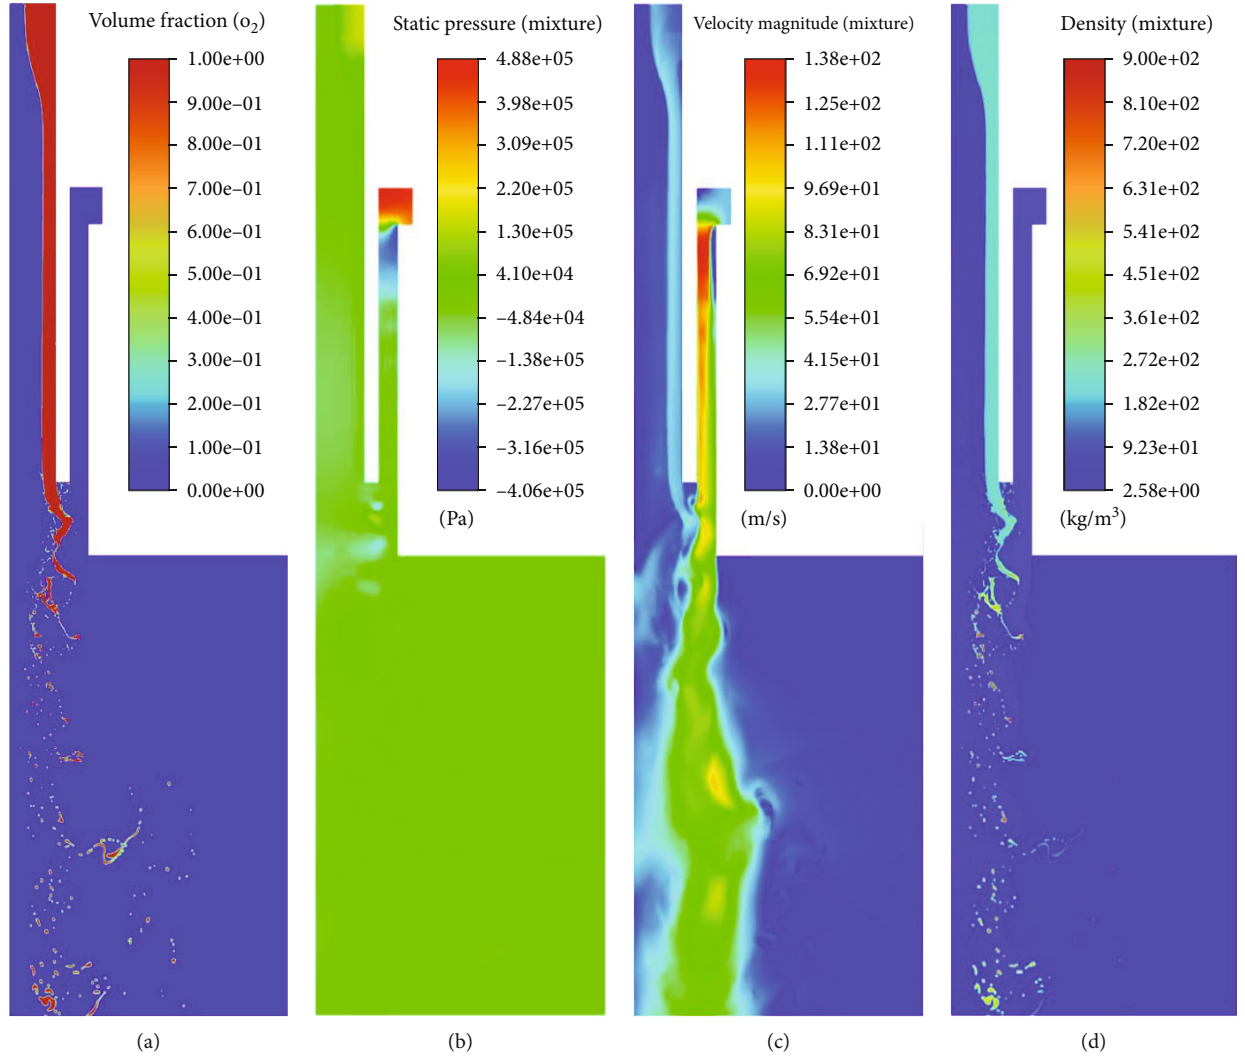 Volume fraction (o₂)
1.00e+00
9.00e−01
8.00e−01
7.00e−01
6.00e−01
5.00e−01
4.00e−01
3.00e−01
2.00e−01
1.00e−01
0.00e+00
(a)
Static pressure (mixture)
4.88e+05
3.98e+05
3.09e+05
2.20e+05
1.30e+05
4.10e+04
−4.84e+04
−1.38e+05
−2.27e+05
−3.16e+05
−4.06e+05
(Pa)
(b)
Velocity magnitude (mixture)
1.38e+02
1.25e+02
1.11e+02
9.69e+01
8.31e+01
6.92e+01
5.54e+01
4.15e+01
2.77e+01
1.38e+01
0.00e+00
(m/s)
(c)
Density (mixture)
9.00e+02
8.10e+02
7.20e+02
6.31e+02
5.41e+02
4.51e+02
3.61e+02
2.72e+02
1.82e+02
9.23e+01
2.58e+00
(kg/m³)
(d)